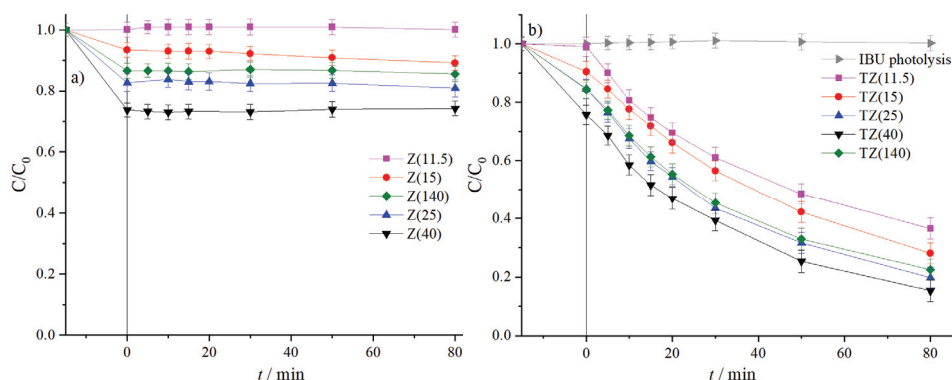 a)
C/C0
1.0
0.8
0.6
0.4
0.2
0.0
Z(11.5)
Z(15)
Z(140)
Z(25)
Z(40)
0
20
40
60
80
t / min
b)
C/C0
1.0
0.8
0.6
0.4
0.2
0.0
IBU photolysis
TZ(11.5)
TZ(15)
TZ(25)
TZ(40)
TZ(140)
0
20
40
60
80
t / min